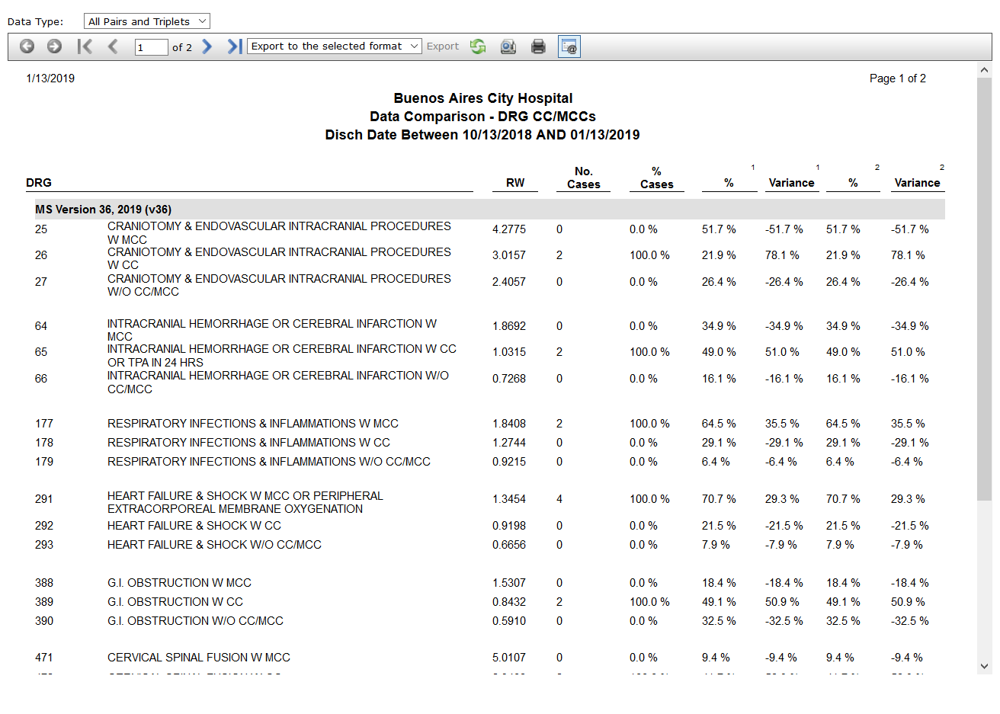 Data Type: All Pairs and Triplets
1 of 2 Export to the selected format Export
1/13/2019 Page 1 of 2
Buenos Aires City Hospital
Data Comparison - DRG CC/MCCs
Disch Date Between 10/13/2018 AND 01/13/2019
No. % 1 1 2 2
DRG RW Cases Cases % Variance % Variance
MS Version 36, 2019 (v36)
25 CRANIOTOMY & ENDOVASCULAR INTRACRANIAL PROCEDURES 4.2775 0 0.0 % 51.7 % -51.7 % 51.7 % -51.7 %
W MCC
26 CRANIOTOMY & ENDOVASCULAR INTRACRANIAL PROCEDURES 3.0157 2 100.0 % 21.9 % 78.1 % 21.9 % 78.1 %
W CC
27 CRANIOTOMY & ENDOVASCULAR INTRACRANIAL PROCEDURES 2.4057 0 0.0 % 26.4 % -26.4 % 26.4 % -26.4 %
W/O CC/MCC
64 INTRACRANIAL HEMORRHAGE OR CEREBRAL INFARCTION W 1.8692 0 0.0 % 34.9 % -34.9 % 34.9 % -34.9 %
MCC
65 INTRACRANIAL HEMORRHAGE OR CEREBRAL INFARCTION W CC 1.0315 2 100.0 % 49.0 % 51.0 % 49.0 % 51.0 %
OR TPA IN 24 HRS
66 INTRACRANIAL HEMORRHAGE OR CEREBRAL INFARCTION W/O 0.7268 0 0.0 % 16.1 % -16.1 % 16.1 % -16.1 %
CC/MCC
177 RESPIRATORY INFECTIONS & INFLAMMATIONS W MCC 1.8408 2 100.0 % 64.5 % 35.5 % 64.5 % 35.5 %
178 RESPIRATORY INFECTIONS & INFLAMMATIONS W CC 1.2744 0 0.0 % 29.1 % -29.1 % 29.1 % -29.1 %
179 RESPIRATORY INFECTIONS & INFLAMMATIONS W/O CC/MCC 0.9215 0 0.0 % 6.4 % -6.4 % 6.4 % -6.4 %
291 HEART FAILURE & SHOCK W MCC OR PERIPHERAL 1.3454 4 100.0 % 70.7 % 29.3 % 70.7 % 29.3 %
EXTRACORPOREAL MEMBRANE OXYGENATION
292 HEART FAILURE & SHOCK W CC 0.9198 0 0.0 % 21.5 % -21.5 % 21.5 % -21.5 %
293 HEART FAILURE & SHOCK W/O CC/MCC 0.6656 0 0.0 % 7.9 % -7.9 % 7.9 % -7.9 %
388 G.I. OBSTRUCTION W MCC 1.5307 0 0.0 % 18.4 % -18.4 % 18.4 % -18.4 %
389 G.I. OBSTRUCTION W CC 0.8432 2 100.0 % 49.1 % 50.9 % 49.1 % 50.9 %
390 G.I. OBSTRUCTION W/O CC/MCC 0.5910 0 0.0 % 32.5 % -32.5 % 32.5 % -32.5 %
471 CERVICAL SPINAL FUSION W MCC 5.0107 0 0.0 % 9.4 % -9.4 % 9.4 % -9.4 %